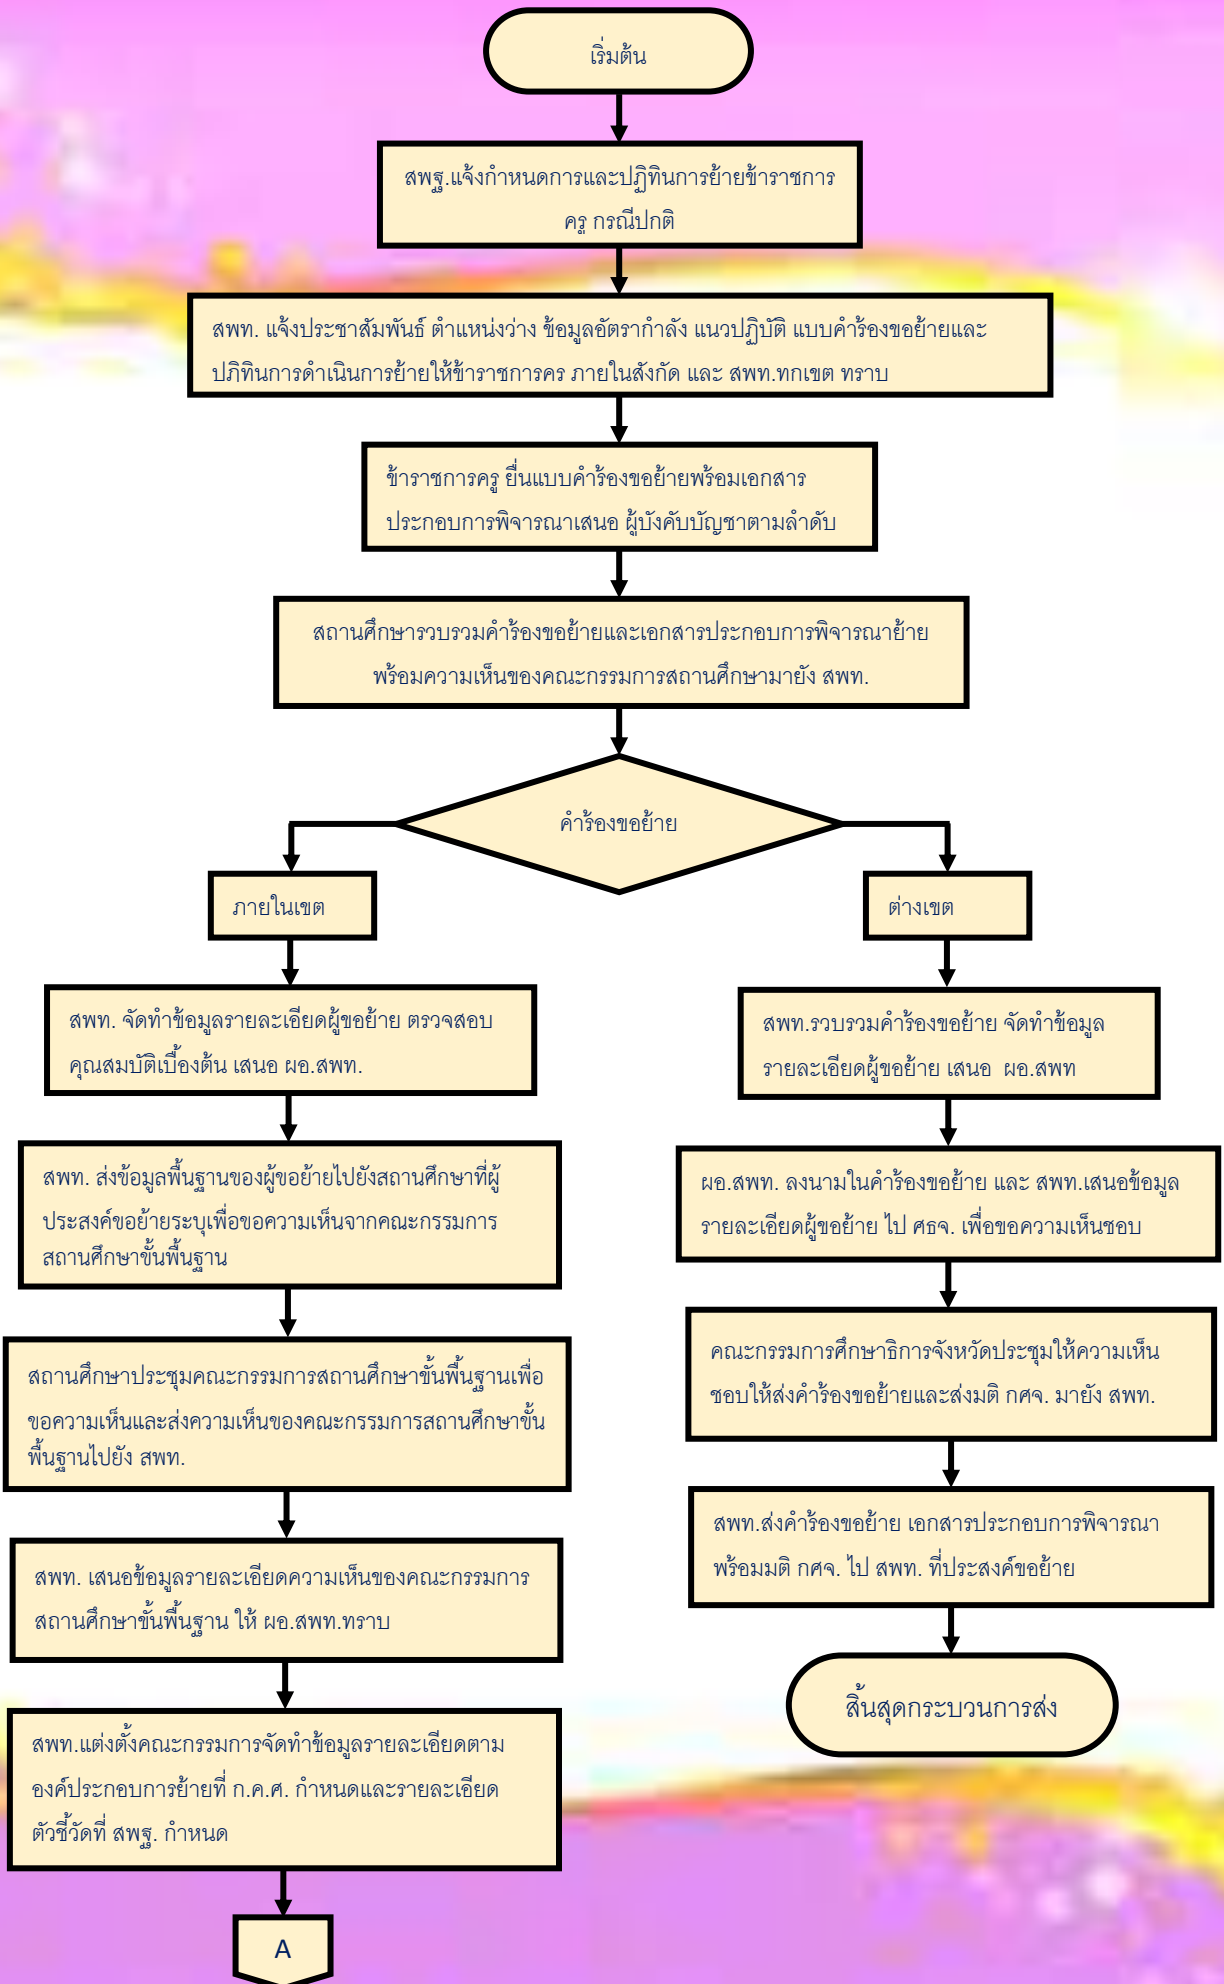 เริ่มต้น
สพฐ.แจ้งกำหนดการและปฏิทินการย้ายข้าราชการ
ครู กรณีปกติ
สพท. แจ้งประชาสัมพันธ์ ตำแหน่งว่าง ข้อมูลอัตรากำลัง แนวปฏิบัติ แบบคำร้องขอย้ายและ
ปฏิทินการดำเนินการย้ายให้ข้าราชการครู ภายในสังกัด และ สพท.ทุกเขต ทราบ
ข้าราชการครู ยื่นแบบคำร้องขอย้ายพร้อมเอกสาร
ประกอบการพิจารณาเสนอ ผู้บังคับบัญชาตามลำดับ
สถานศึกษารวบรวมคำร้องขอย้ายและเอกสารประกอบการพิจารณาย้าย
พร้อมความเห็นของคณะกรรมการสถานศึกษามายัง สพท.
คำร้องขอย้าย
ภายในเขต
ต่างเขต
สพท. จัดทำข้อมูลรายละเอียดผู้ขอย้าย ตรวจสอบ
คุณสมบัติเบื้องต้น เสนอ ผอ.สพท.
สพท. ส่งข้อมูลพื้นฐานของผู้ขอย้ายไปยังสถานศึกษาที่ผู้
ประสงค์ขอย้ายระบุเพื่อขอความเห็นจากคณะกรรมการ
สถานศึกษาขั้นพื้นฐาน
สถานศึกษาประชุมคณะกรรมการสถานศึกษาขั้นพื้นฐานเพื่อ
ขอความเห็นและส่งความเห็นของคณะกรรมการสถานศึกษาขั้น
พื้นฐานไปยัง สพท.
สพท. เสนอข้อมูลรายละเอียดความเห็นของคณะกรรมการ
สถานศึกษาขั้นพื้นฐาน ให้ ผอ.สพท.ทราบ
สพท.แต่งตั้งคณะกรรมการจัดทำข้อมูลรายละเอียดตาม
องค์ประกอบการย้ายที่ ก.ค.ศ. กำหนดและรายละเอียด
ตัวชี้วัดที่ สพฐ. กำหนด
A
สพท.รวบรวมคำร้องขอย้าย จัดทำข้อมูล
รายละเอียดผู้ขอย้าย เสนอ ผอ.สพท
ผอ.สพท. ลงนามในคำร้องขอย้าย และ สพท.เสนอข้อมูล
รายละเอียดผู้ขอย้าย ไป ศธจ. เพื่อขอความเห็นชอบ
คณะกรรมการศึกษาธิการจังหวัดประชุมให้ความเห็น
ชอบให้ส่งคำร้องขอย้ายและส่งมติ กศจ. มายัง สพท.
สพท.ส่งคำร้องขอย้าย เอกสารประกอบการพิจารณา
พร้อมมติ กศจ. ไป สพท. ที่ประสงค์ขอย้าย
สิ้นสุดกระบวนการส่ง